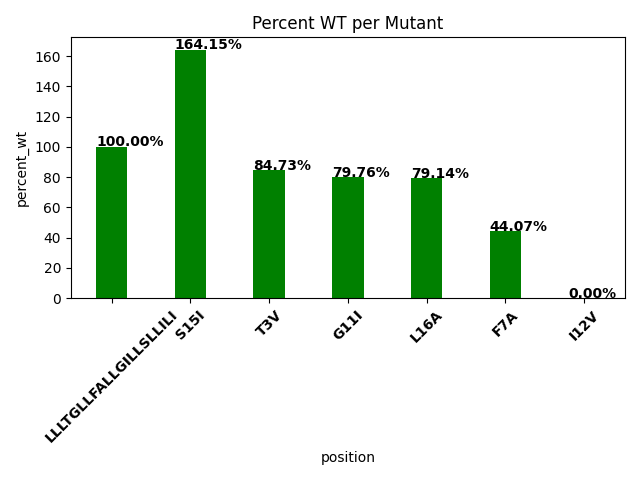 Percent WT per Mutant
percent_wt
160
140
120
100
80
60
40
20
0
100.00%
164.15%
84.73%
79.76%
79.14%
44.07%
0.00%
LLLTGLLFALLGILLSLLILI
S15I
T3V
G11I
L16A
F7A
I12V
position